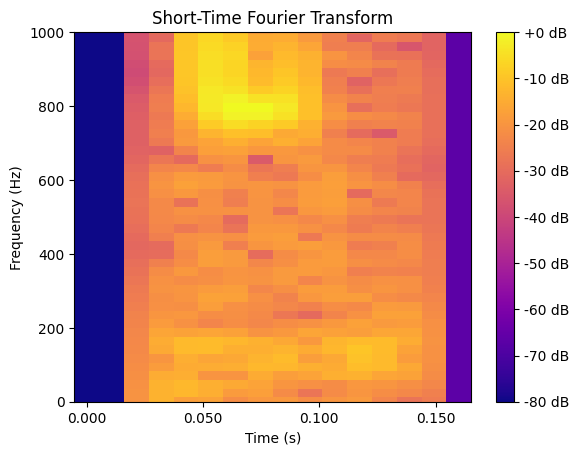 Short-Time Fourier Transform
1000
800
600
400
200
0
Frequency (Hz)
0.000
0.050
0.100
0.150
Time (s)
+0 dB
-10 dB
-20 dB
-30 dB
-40 dB
-50 dB
-60 dB
-70 dB
-80 dB